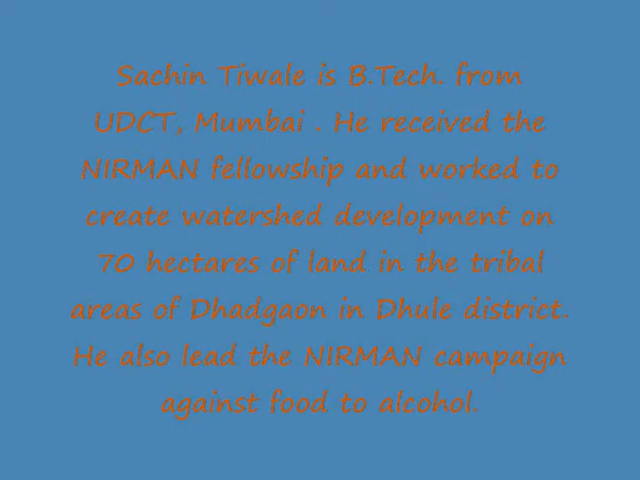 Sachin Tiwale is B.Tech. from
UDCT, Mumbai . He received the
NIRMAN fellowship and worked to
create watershed development on
70 hectares of land in the tribal
areas of Dhadgaon in Dhule district.
He also lead the NIRMAN campaign
against food to alcohol.